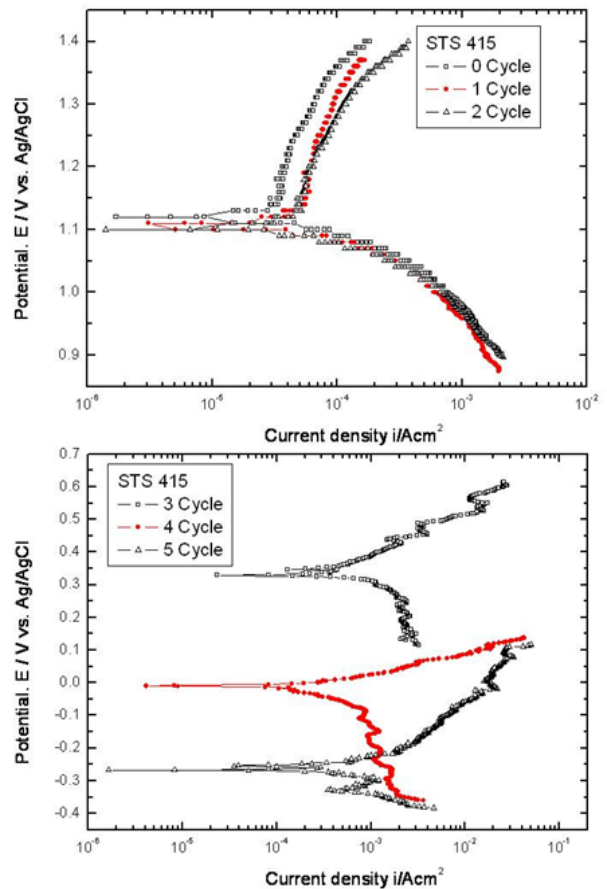 1.4
1.3
1.2
1.1
1.0
0.9
Potential. E / V vs. Ag/AgCl
STS 415
0 Cycle
1 Cycle
2 Cycle
10⁻⁶ 10⁻⁵ 10⁻⁴ 10⁻³ 10⁻²
Current density i/Acm²
0.7
0.6
0.5
0.4
0.3
0.2
0.1
0.0
-0.1
-0.2
-0.3
-0.4
Potential. E / V vs. Ag/AgCl
STS 415
3 Cycle
4 Cycle
5 Cycle
10⁻⁶ 10⁻⁵ 10⁻⁴ 10⁻³ 10⁻² 10⁻¹
Current density i/Acm²